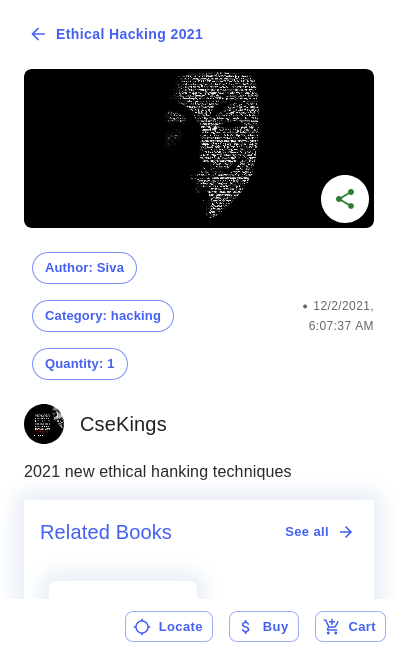 Ethical Hacking 2021
Author: Siva
Category: hacking
• 12/2/2021,
6:07:37 AM
Quantity: 1
CseKings
2021 new ethical hanking techniques
Related Books
See all
Locate
Buy
Cart